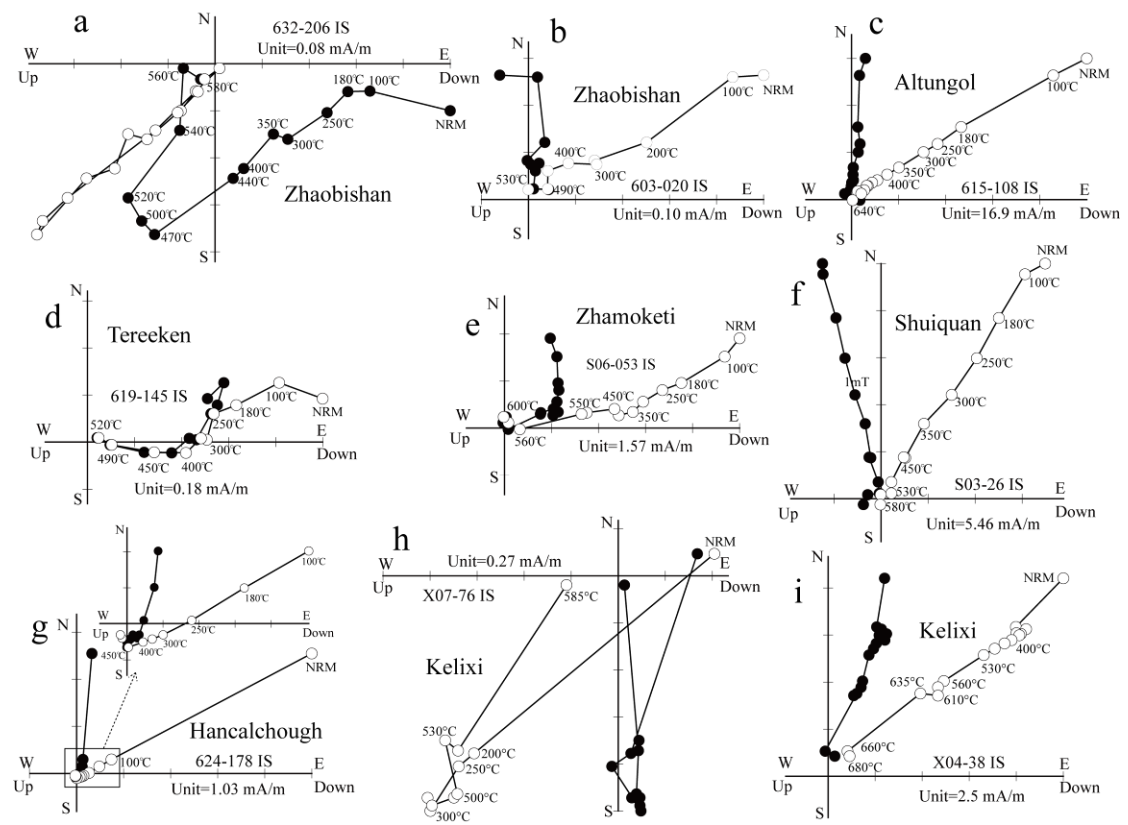 a
N
632-206 IS
Unit=0.08 mA/m
W
E
Up
Down
560℃
580℃
180℃
100℃
NRM
250℃
350℃
300℃
540℃
400℃
440℃
520℃
500℃
470℃
Zhaobishan
S
b
N
Zhaobishan
100℃
NRM
200℃
400℃
300℃
530℃
490℃
603-020 IS
W
E
Up
Down
Unit=0.10 mA/m
S
c
N
Altungol
NRM
100℃
180℃
250℃
300℃
350℃
400℃
615-108 IS
W
E
Up
Down
640℃
Unit=16.9 mA/m
S
d
N
Tereeken
619-145 IS
100℃
NRM
180℃
250℃
520℃
300℃
W
E
Up
Down
490℃
450℃
400℃
Unit=0.18 mA/m
S
e
N
Zhamoketi
NRM
100℃
S06-053 IS
180℃
250℃
450℃
350℃
550℃
600℃
560℃
W
E
Up
Down
Unit=1.57 mA/m
S
f
N
NRM
100℃
Shuiquan
180℃
250℃
1mT
300℃
350℃
450℃
S03-26 IS
W
E
Up
Down
530℃
580℃
Unit=5.46 mA/m
S
g
N
100℃
180℃
W
E
Up
Down
250℃
300℃
400℃
450℃
S
N
NRM
Hancalchough
100℃
624-178 IS
W
E
Up
Down
Unit=1.03 mA/m
S
h
N
NRM
Unit=0.27 mA/m
W
E
Up
Down
X07-76 IS
585°C
Kelixi
530°C
200°C
250°C
500°C
300°C
S
i
N
NRM
Kelixi
400°C
530°C
560°C
635°C
610°C
660°C
680°C
X04-38 IS
W
E
Up
Down
Unit=2.5 mA/m
S